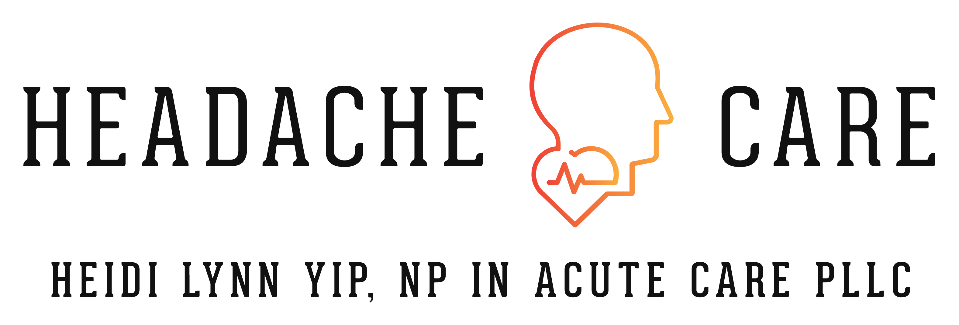 HEADACHE CARE
HEIDI LYNN YIP, NP IN ACUTE CARE PLLC